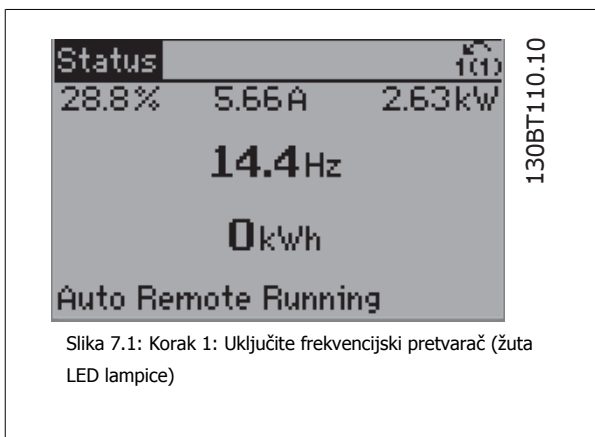 Status 1(1)
28.8% 5.66A 2.63kW
14.4Hz
0kWh
Auto Remote Running
130BT110.10
Slika 7.1: Korak 1: Uključite frekvencijski pretvarač (žuta
LED lampice)